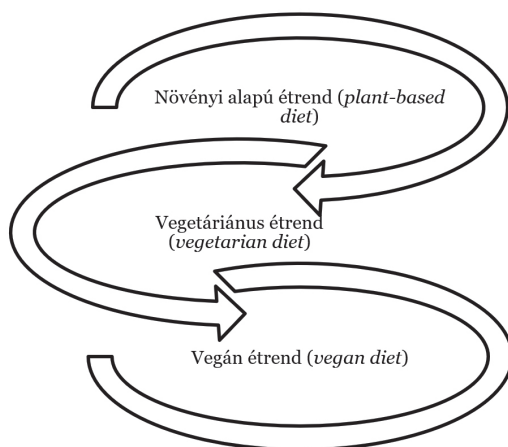 Növényi alapú étrend (plant-based
diet)
Vegetáriánus étrend
(vegetarian diet)
Vegán étrend (vegan diet)